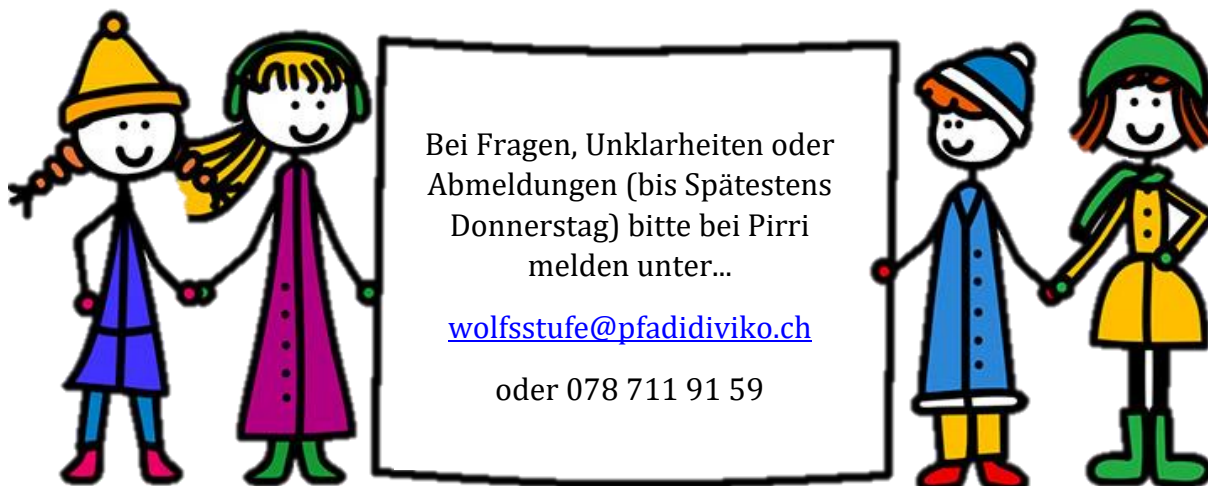 Bei Fragen, Unklarheiten oder
Abmeldungen (bis Spätestens
Donnerstag) bitte bei Pirri
melden unter...
wolfsstufe@pfadidiviko.ch
oder 078 711 91 59